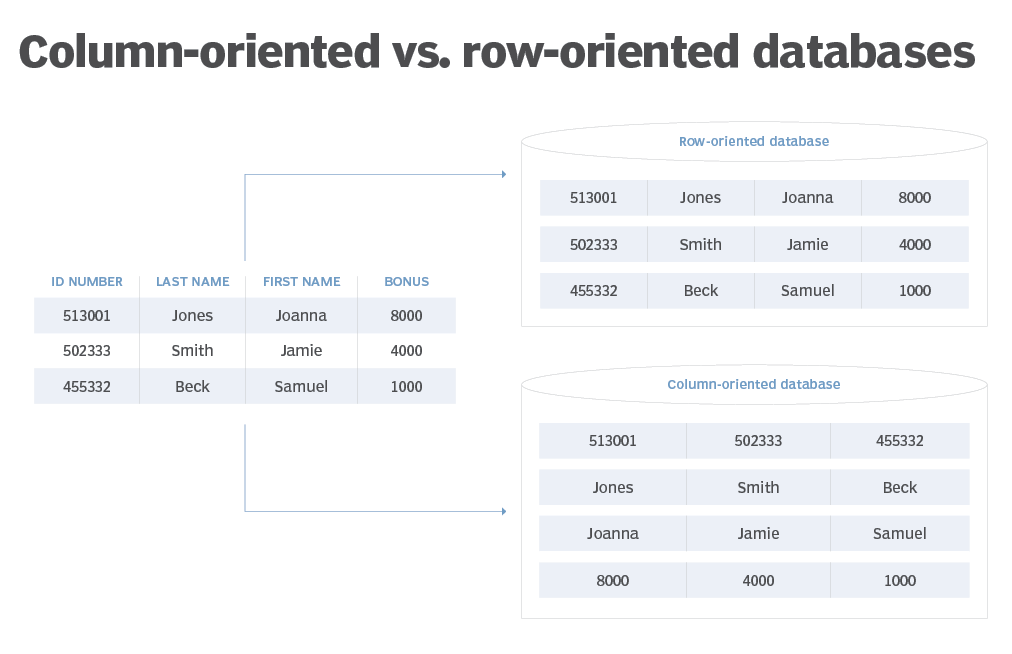 Column-oriented vs. row-oriented databases
ID NUMBER LAST NAME FIRST NAME BONUS
513001 Jones Joanna 8000
502333 Smith Jamie 4000
455332 Beck Samuel 1000
Row-oriented database
513001 Jones Joanna 8000
502333 Smith Jamie 4000
455332 Beck Samuel 1000
Column-oriented database
513001 502333 455332
Jones Smith Beck
Joanna Jamie Samuel
8000 4000 1000